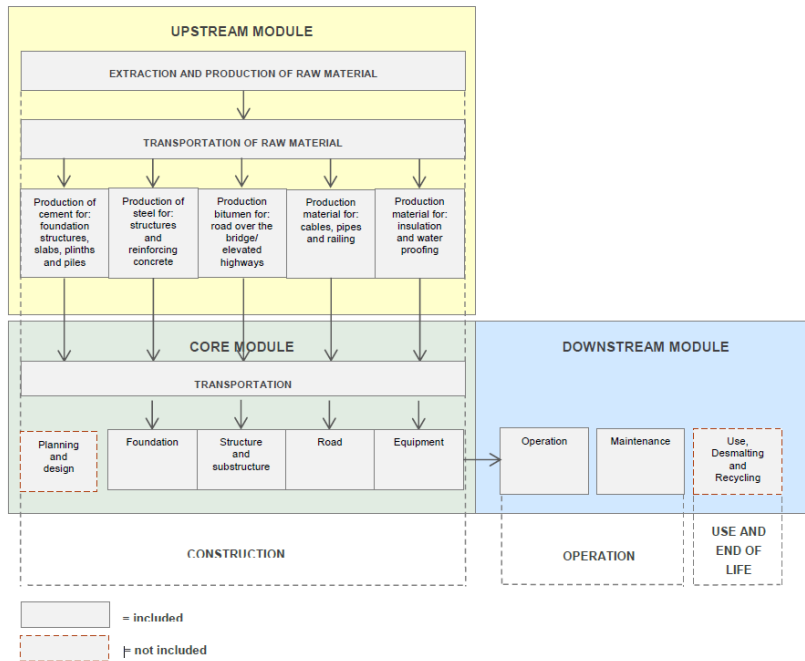 UPSTREAM MODULE
EXTRACTION AND PRODUCTION OF RAW MATERIAL
TRANSPORTATION OF RAW MATERIAL
Production of
cement for:
foundation
structures,
slabs, plinths
and piles
Production of
steel for:
structures
and
reinforcing
concrete
Production
bitumen for:
road over the
bridge/
elevated
highways
Production
material for:
cables, pipes
and railing
Production
material for:
insulation
and water
proofing
CORE MODULE
DOWNSTREAM MODULE
TRANSPORTATION
Planning
and
design
Foundation
Structure
and
substructure
Road
Equipment
Operation
Maintenance
Use,
Desmalting
and
Recycling
CONSTRUCTION
OPERATION
USE AND
END OF
LIFE
= included
= not included